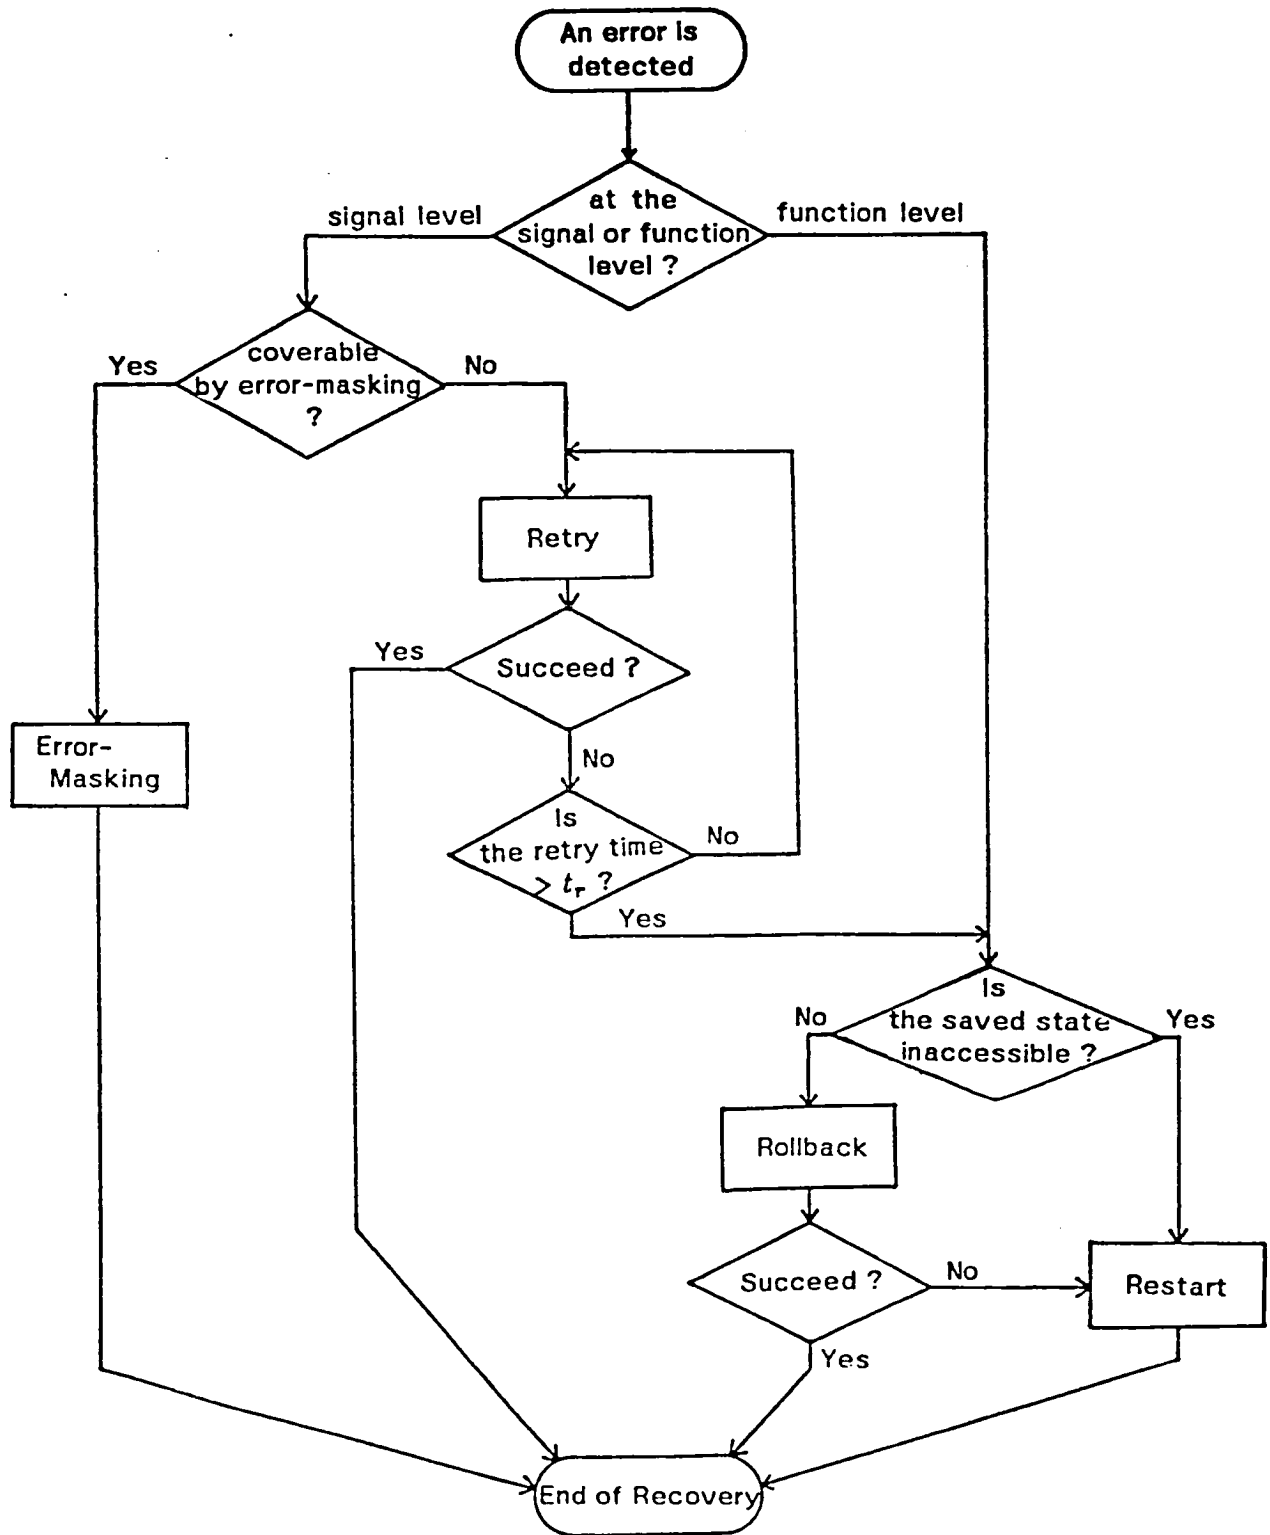 An error is
detected
at the
signal or function
level ?
signal level
function level
coverable
by error-masking
?
Yes
No
Retry
Succeed ?
Yes
No
Error-
Masking
Is
the retry time
> t_r ?
No
Yes
Is
the saved state
inaccessible ?
No
Yes
Rollback
Succeed ?
No
Restart
Yes
End of Recovery